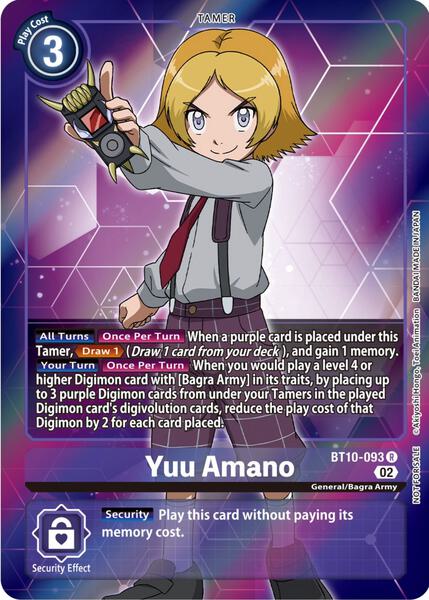 TAMER
Play Cost
3
All Turns Once Per Turn When a purple card is placed under this
Tamer, Draw 1 (Draw 1 card from your deck), and gain 1 memory.
Your Turn Once Per Turn When you would play a level 4 or
higher Digimon card with [Bagra Army] in its traits, by placing up
to 3 purple Digimon cards from under your Tamers in the played
Digimon card's digivolution cards, reduce the play cost of that
Digimon by 2 for each card placed.
Yuu Amano
BT10-093 R
02
General/Bagra Army
Security Play this card without paying its
memory cost.
Security Effect
NOT FOR SALE ©Akiyoshi Hongo, Toei Animation BANDAI MADE IN JAPAN